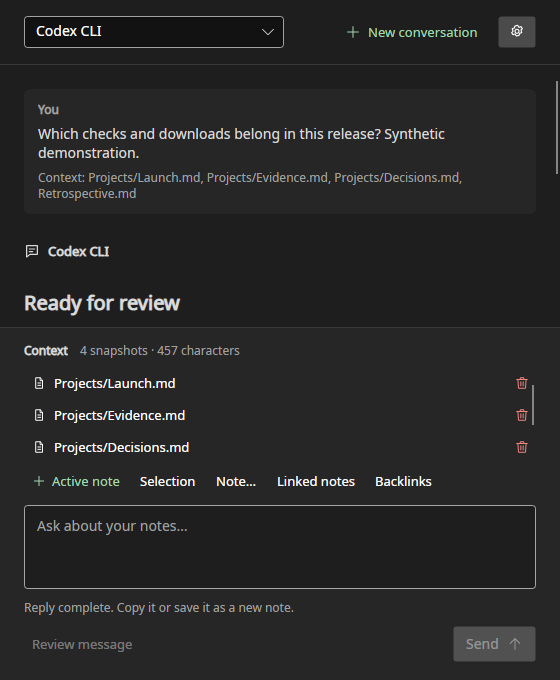 Codex CLI
New conversation
You
Which checks and downloads belong in this release? Synthetic
demonstration.
Context: Projects/Launch.md, Projects/Evidence.md, Projects/Decisions.md,
Retrospective.md
Codex CLI
Ready for review
Context 4 snapshots · 457 characters
Projects/Launch.md
Projects/Evidence.md
Projects/Decisions.md
Active note Selection Note... Linked notes Backlinks
Ask about your notes...
Reply complete. Copy it or save it as a new note.
Review message Send